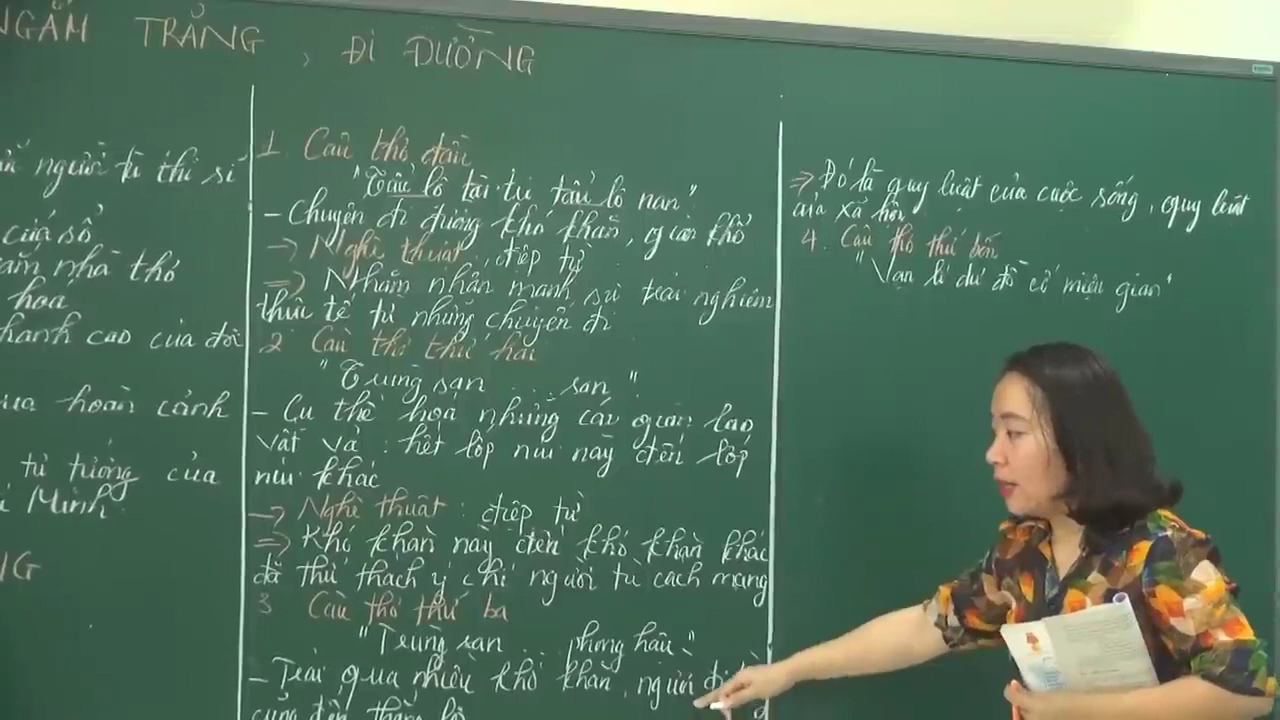 NGẮM TRĂNG , ĐI ĐƯỜNG
người tù thi sĩ
cửa sổ
nhà thơ
hoa
thanh cao của đời
qua hoàn cảnh
tư tưởng của
Minh
NG
1. Câu thơ đầu
"Tẩu lộ tài tri tẩu lộ nan"
- Chuyện đi đường khó khăn, gian khổ
→ Nghệ thuật : điệp từ
⇒ Nhằm nhấn mạnh sự trải nghiệm
thực tế từ những chuyến đi
2 Câu thơ thứ hai
"Trùng san ... san"
- Cụ thể hóa những cái gian lao
vất vả : hết lớp núi này đến lớp
núi khác
→ Nghệ thuật : điệp từ
⇒ Khó khăn này đến khó khăn khác
đã thử thách ý chí người tù cách mạng
3 Câu thơ thứ ba
"Trùng san ... phong hậu"
- Trải qua nhiều khó khăn, người đi
cũng đến
⇒ Đó là quy luật của cuộc sống, quy luật
của xã hội
4. Câu thơ thứ bốn
"Vạn lí dư đồ cố miện gian"